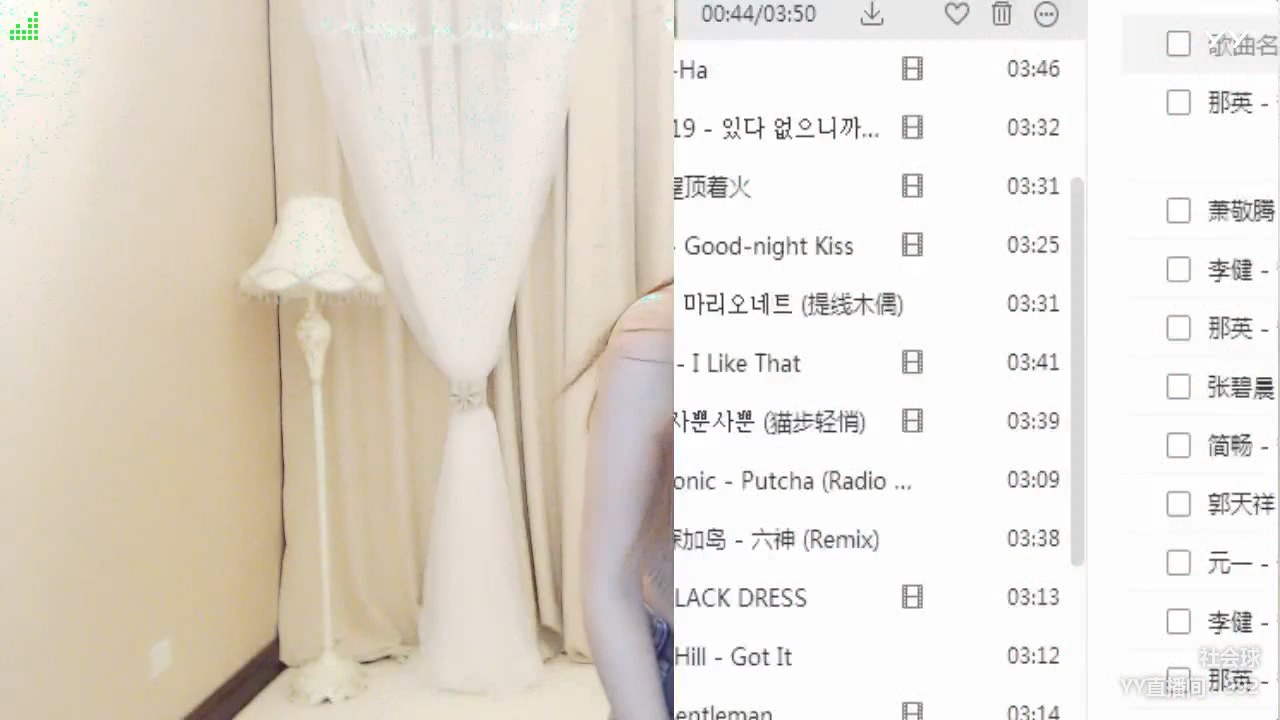 00:44/03:50
-Ha 03:46
19 - 있다 없으니까... 03:32
屋顶着火 03:31
- Good-night Kiss 03:25
마리오네트 (提线木偶) 03:31
- I Like That 03:41
사뿐사뿐 (猫步轻悄) 03:39
onic - Putcha (Radio ... 03:09
深加岛 - 六神 (Remix) 03:38
LACK DRESS 03:13
Hill - Got It 03:12
entleman 03:14
歌曲名
那英 -
萧敬腾
李健 -
那英 -
张碧晨
简畅 -
郭天祥
元一 -
李健 -
那英 -
社会球
YY直播间